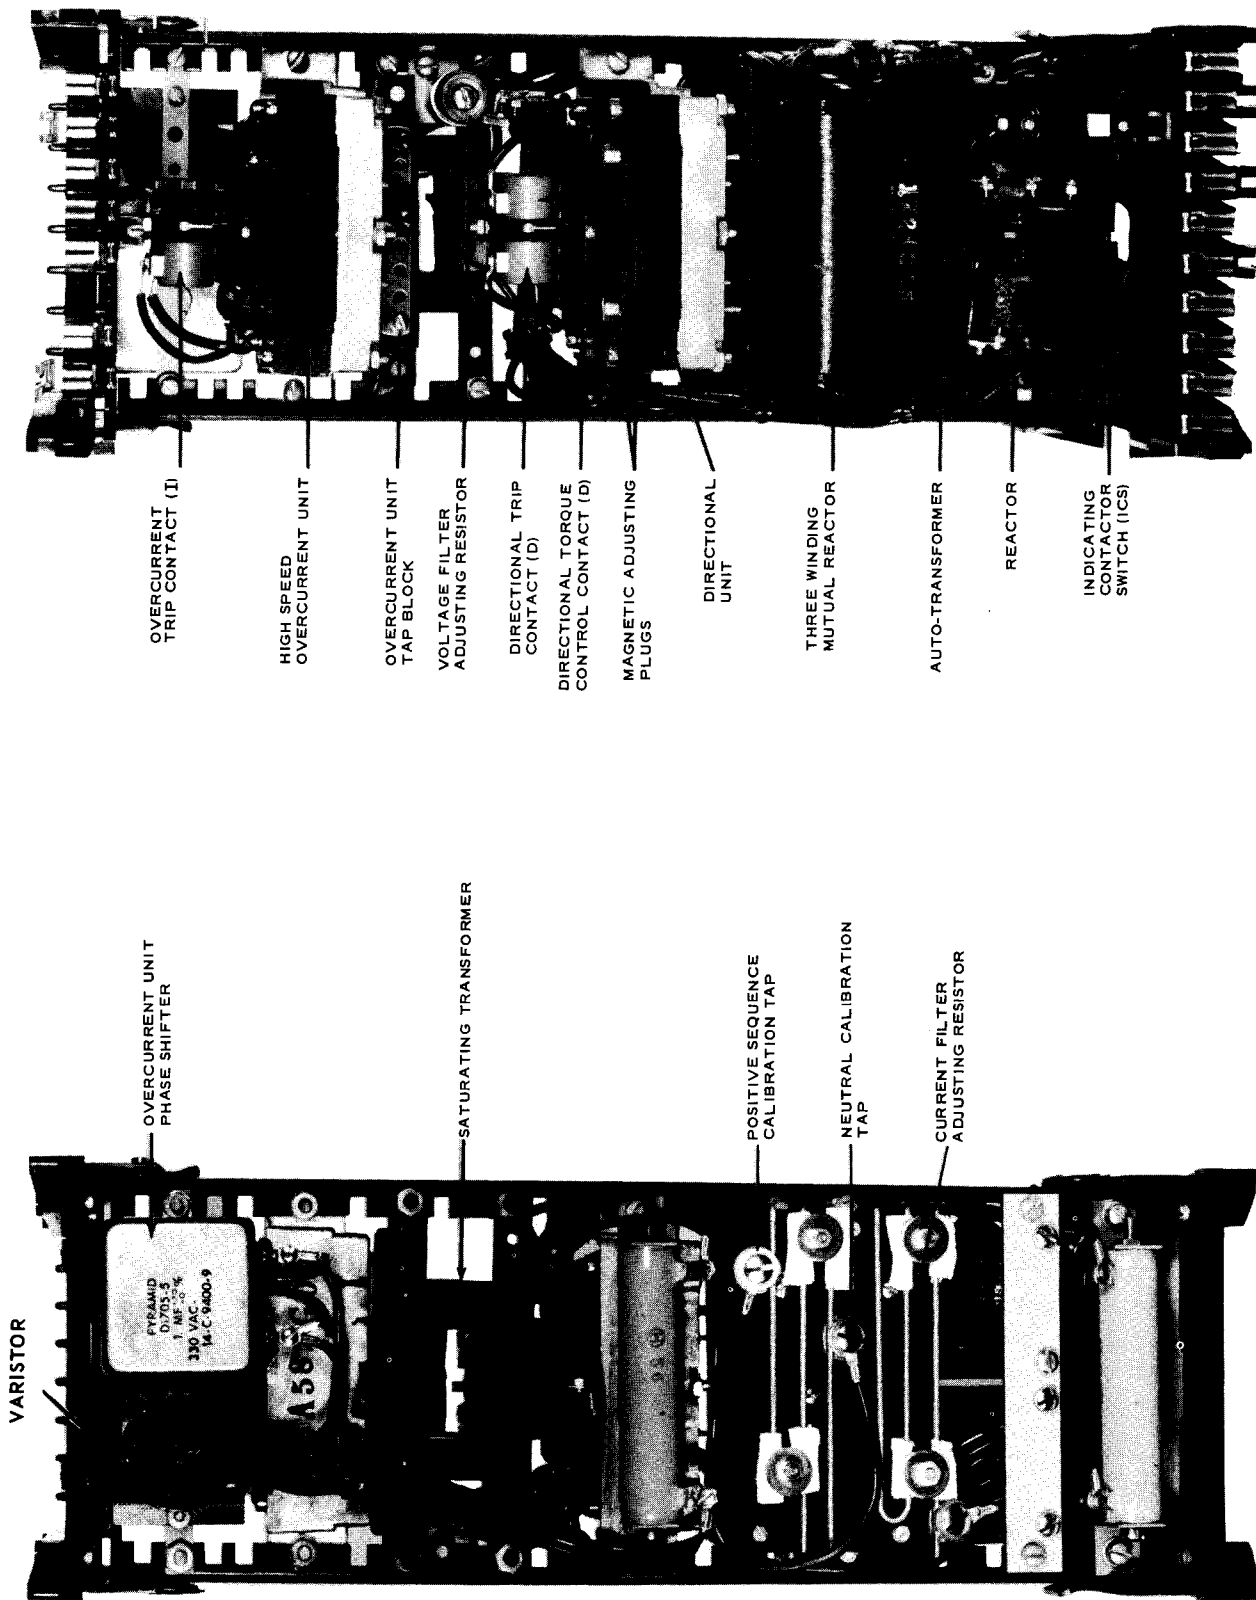 OVERCURRENT
TRIP CONTACT (I)
HIGH SPEED
OVERCURRENT UNIT
OVERCURRENT UNIT
TAP BLOCK
VOLTAGE FILTER
ADJUSTING RESISTOR
DIRECTIONAL TRIP
CONTACT (D)
DIRECTIONAL TORQUE
CONTROL CONTACT (D)
MAGNETIC ADJUSTING
PLUGS
DIRECTIONAL
UNIT
THREE WINDING
MUTUAL REACTOR
AUTO-TRANSFORMER
REACTOR
INDICATING
CONTACTOR
SWITCH (ICS)
VARISTOR
OVERCURRENT UNIT
PHASE SHIFTER
PYRAMID
330 VAC
14-C-9400-9
SATURATING TRANSFORMER
POSITIVE SEQUENCE
CALIBRATION TAP
NEUTRAL CALIBRATION
TAP
CURRENT FILTER
ADJUSTING RESISTOR